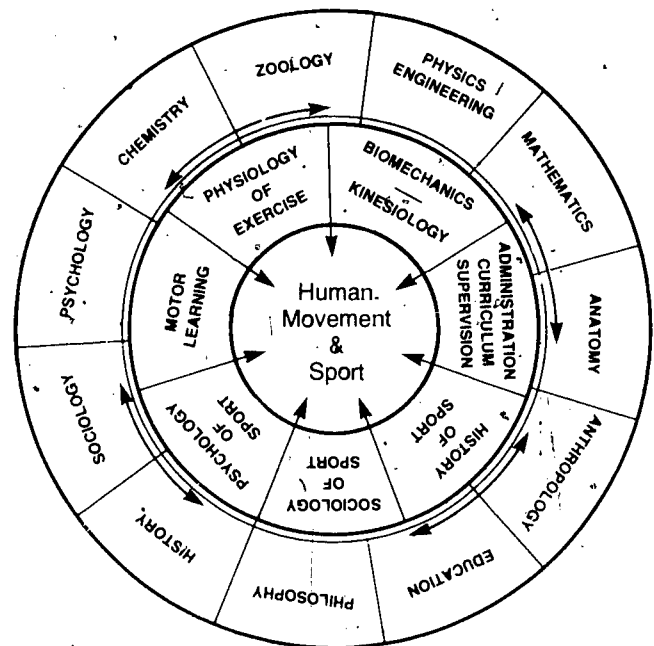 ZOOLOGY
PHYSICS
ENGINEERING
MATHEMATICS
ANATOMY
ANTHROPOLOGY
EDUCATION
PHILOSOPHY
HISTORY
SOCIOLOGY
PSYCHOLOGY
CHEMISTRY
PHYSIOLOGY
OF
EXERCISE
BIOMECHANICS
KINESIOLOGY
ADMINISTRATION
CURRICULUM
SUPERVISION
HISTORY
OF
SPORT
SOCIOLOGY
OF
SPORT
PSYCHOLOGY
OF
SPORT
MOTOR
LEARNING
Human
Movement
&
Sport